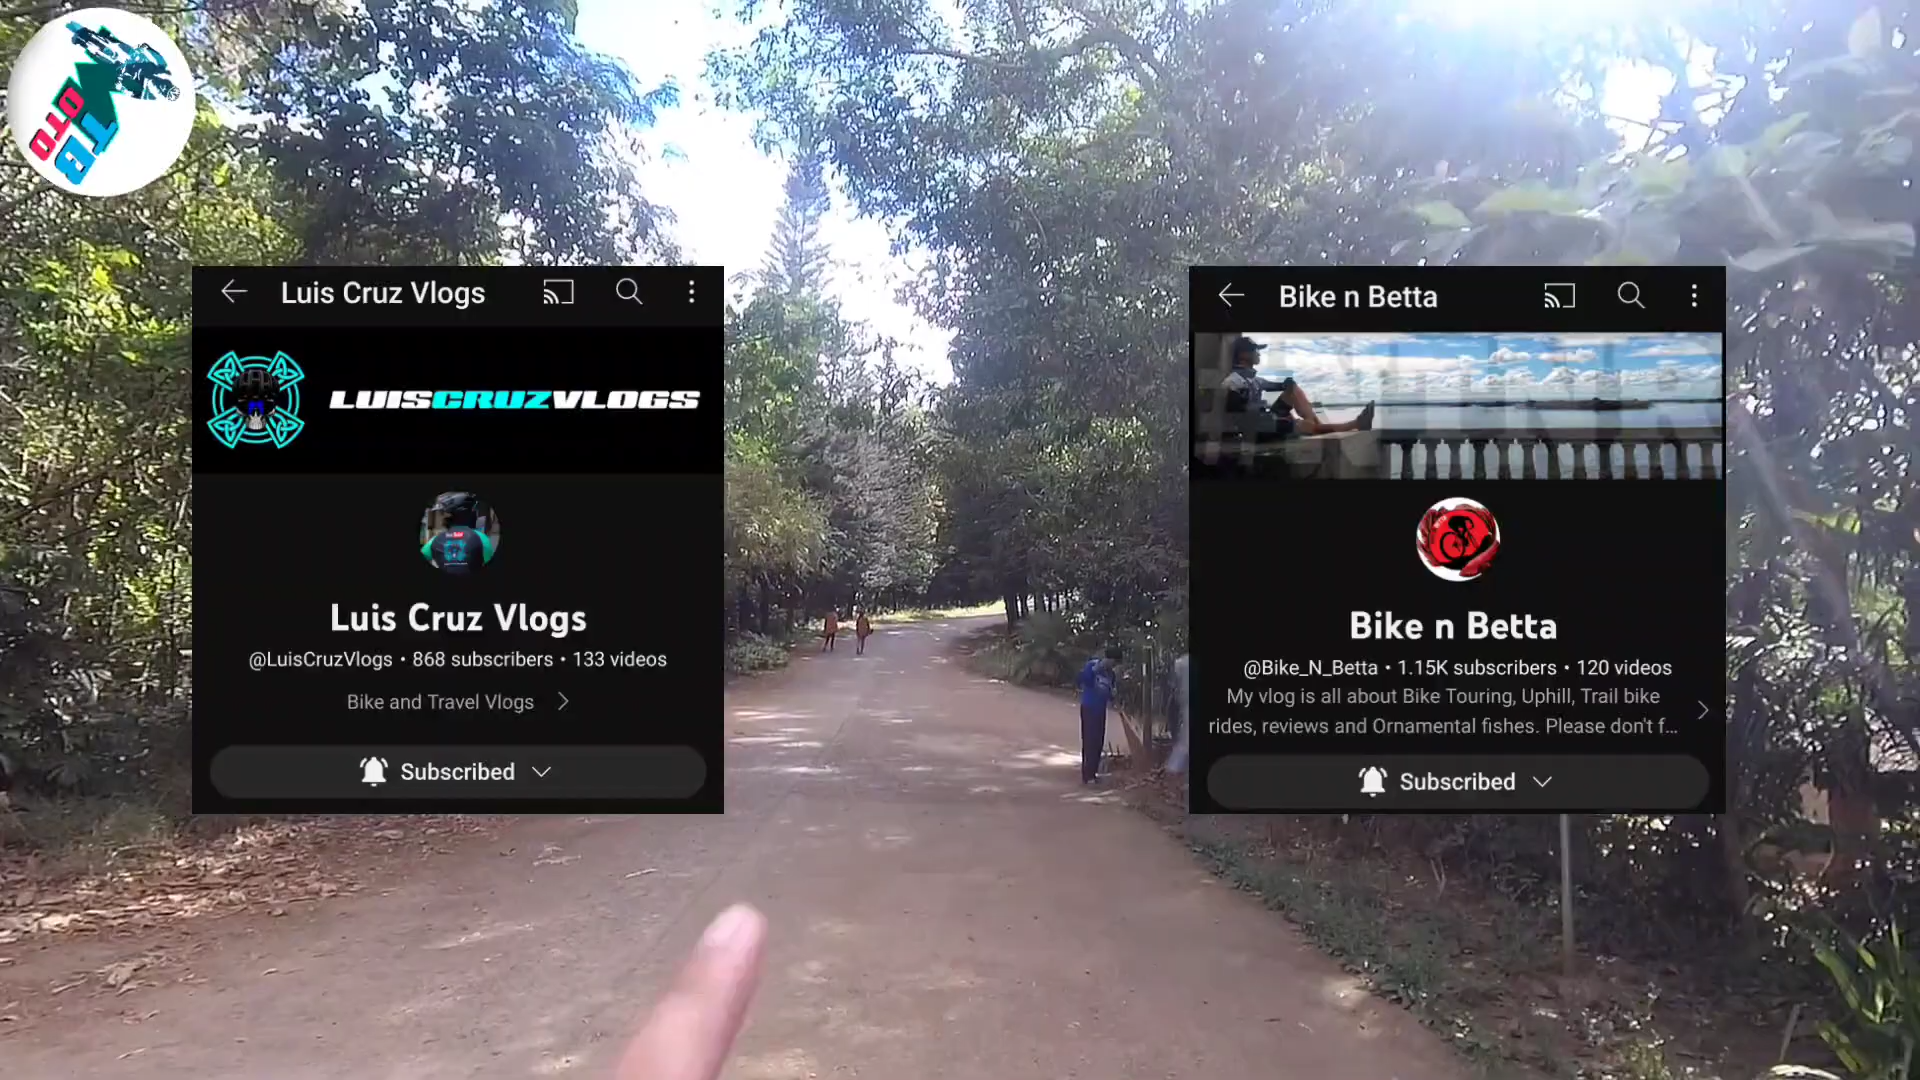 OTO
TB
Luis Cruz Vlogs
LUISCRUZVLOGS
Luis Cruz Vlogs
@LuisCruzVlogs • 868 subscribers • 133 videos
Bike and Travel Vlogs
Subscribed
Bike n Betta
Bike n Betta
@Bike_N_Betta • 1.15K subscribers • 120 videos
My vlog is all about Bike Touring, Uphill, Trail bike
rides, reviews and Ornamental fishes. Please don't f...
Subscribed